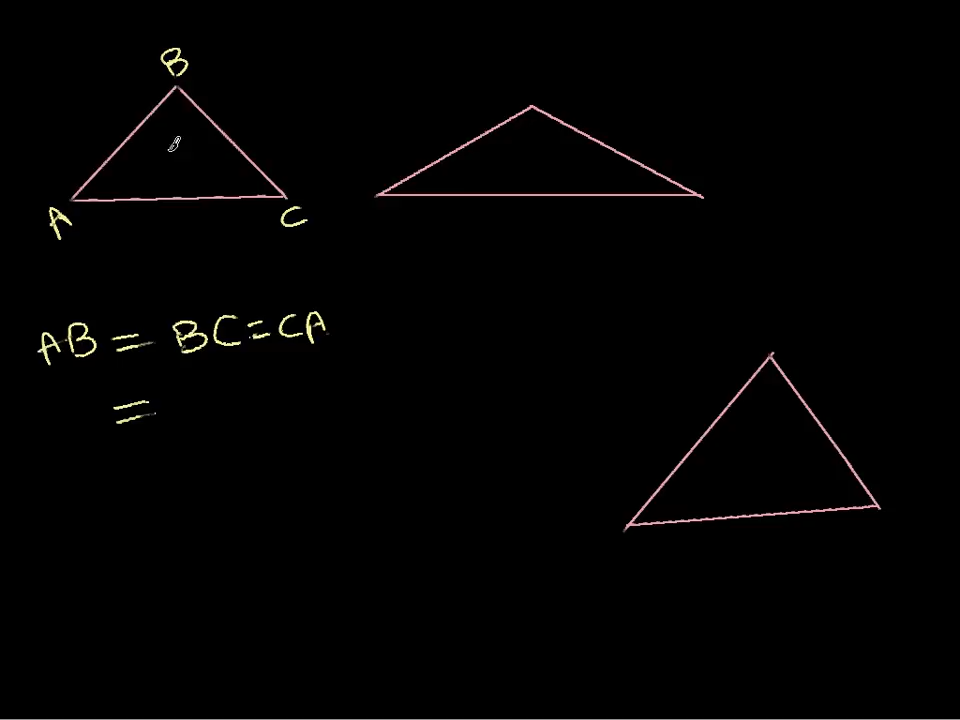 B
A
C
AB = BC = CA
=